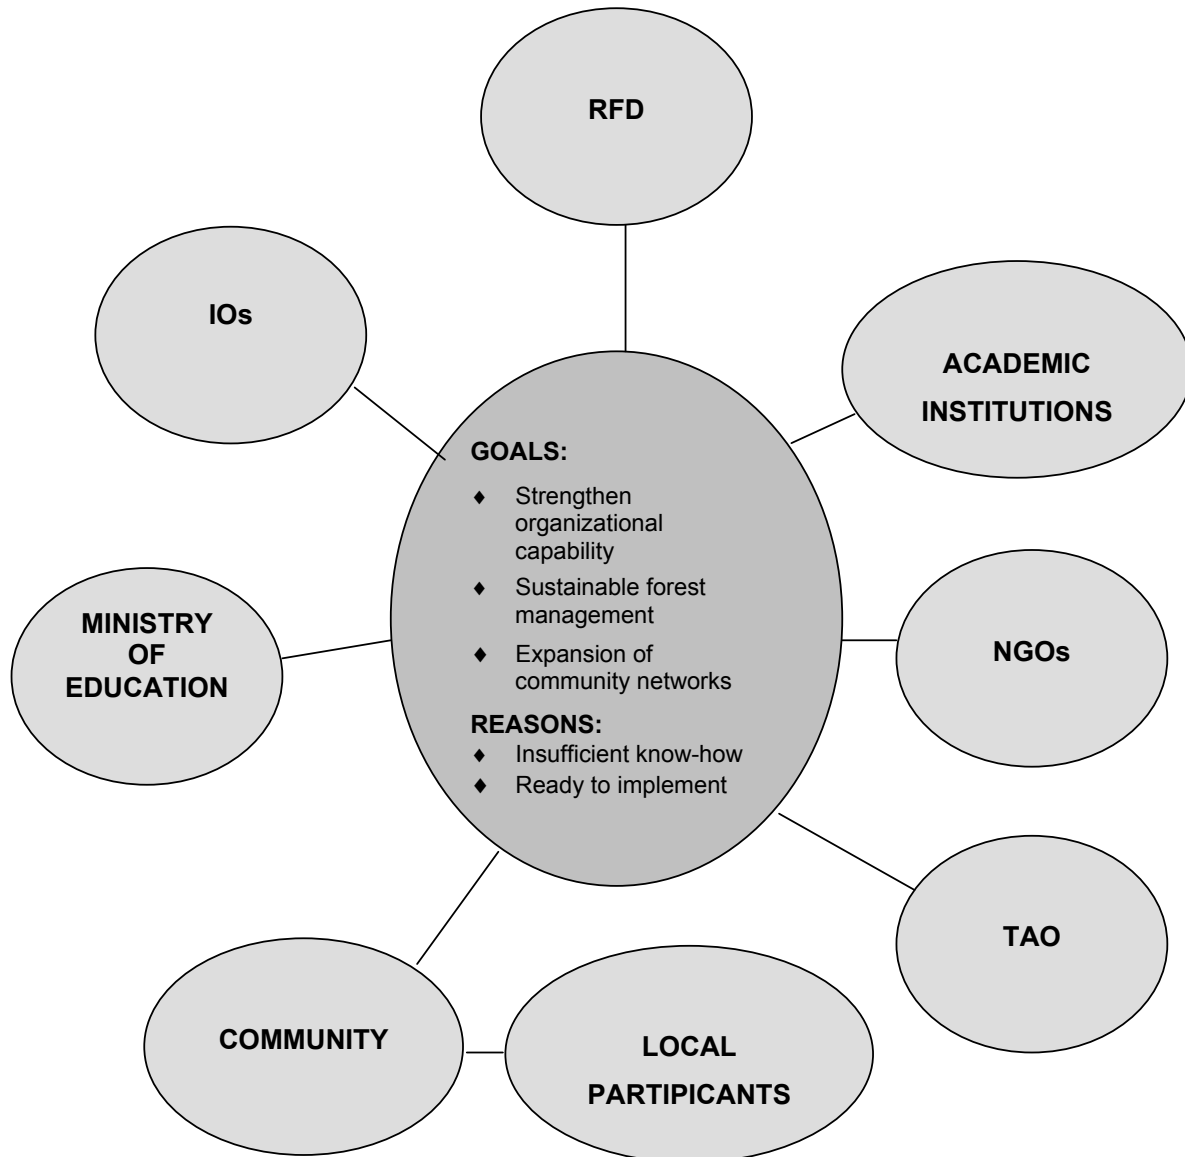 RFD
IOs
ACADEMIC
INSTITUTIONS
GOALS:
♦ Strengthen
organizational
capability
♦ Sustainable forest
management
♦ Expansion of
community networks
REASONS:
♦ Insufficient know-how
♦ Ready to implement
MINISTRY
OF
EDUCATION
NGOs
TAO
COMMUNITY
LOCAL
PARTIPICANTS